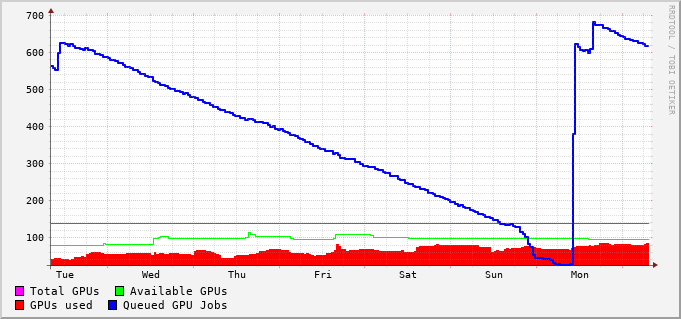 700
600
500
400
300
200
100
Tue Wed Thu Fri Sat Sun Mon
Total GPUs Available GPUs
GPUs used Queued GPU Jobs
RRDTOOL / TOBI OETIKER